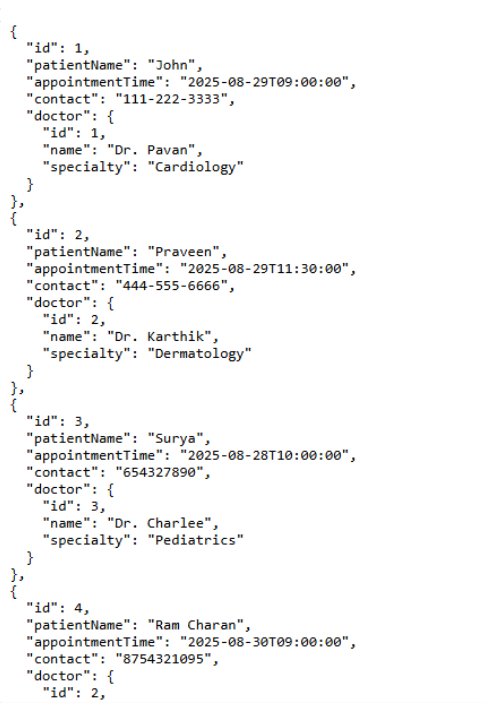 {
"id": 1,
"patientName": "John",
"appointmentTime": "2025-08-29T09:00:00",
"contact": "111-222-3333",
"doctor": {
"id": 1,
"name": "Dr. Pavan",
"specialty": "Cardiology"
}
},
{
"id": 2,
"patientName": "Praveen",
"appointmentTime": "2025-08-29T11:30:00",
"contact": "444-555-6666",
"doctor": {
"id": 2,
"name": "Dr. Karthik",
"specialty": "Dermatology"
}
},
{
"id": 3,
"patientName": "Surya",
"appointmentTime": "2025-08-28T10:00:00",
"contact": "654327890",
"doctor": {
"id": 3,
"name": "Dr. Charlee",
"specialty": "Pediatrics"
}
},
{
"id": 4,
"patientName": "Ram Charan",
"appointmentTime": "2025-08-30T09:00:00",
"contact": "8754321095",
"doctor": {
"id": 2,